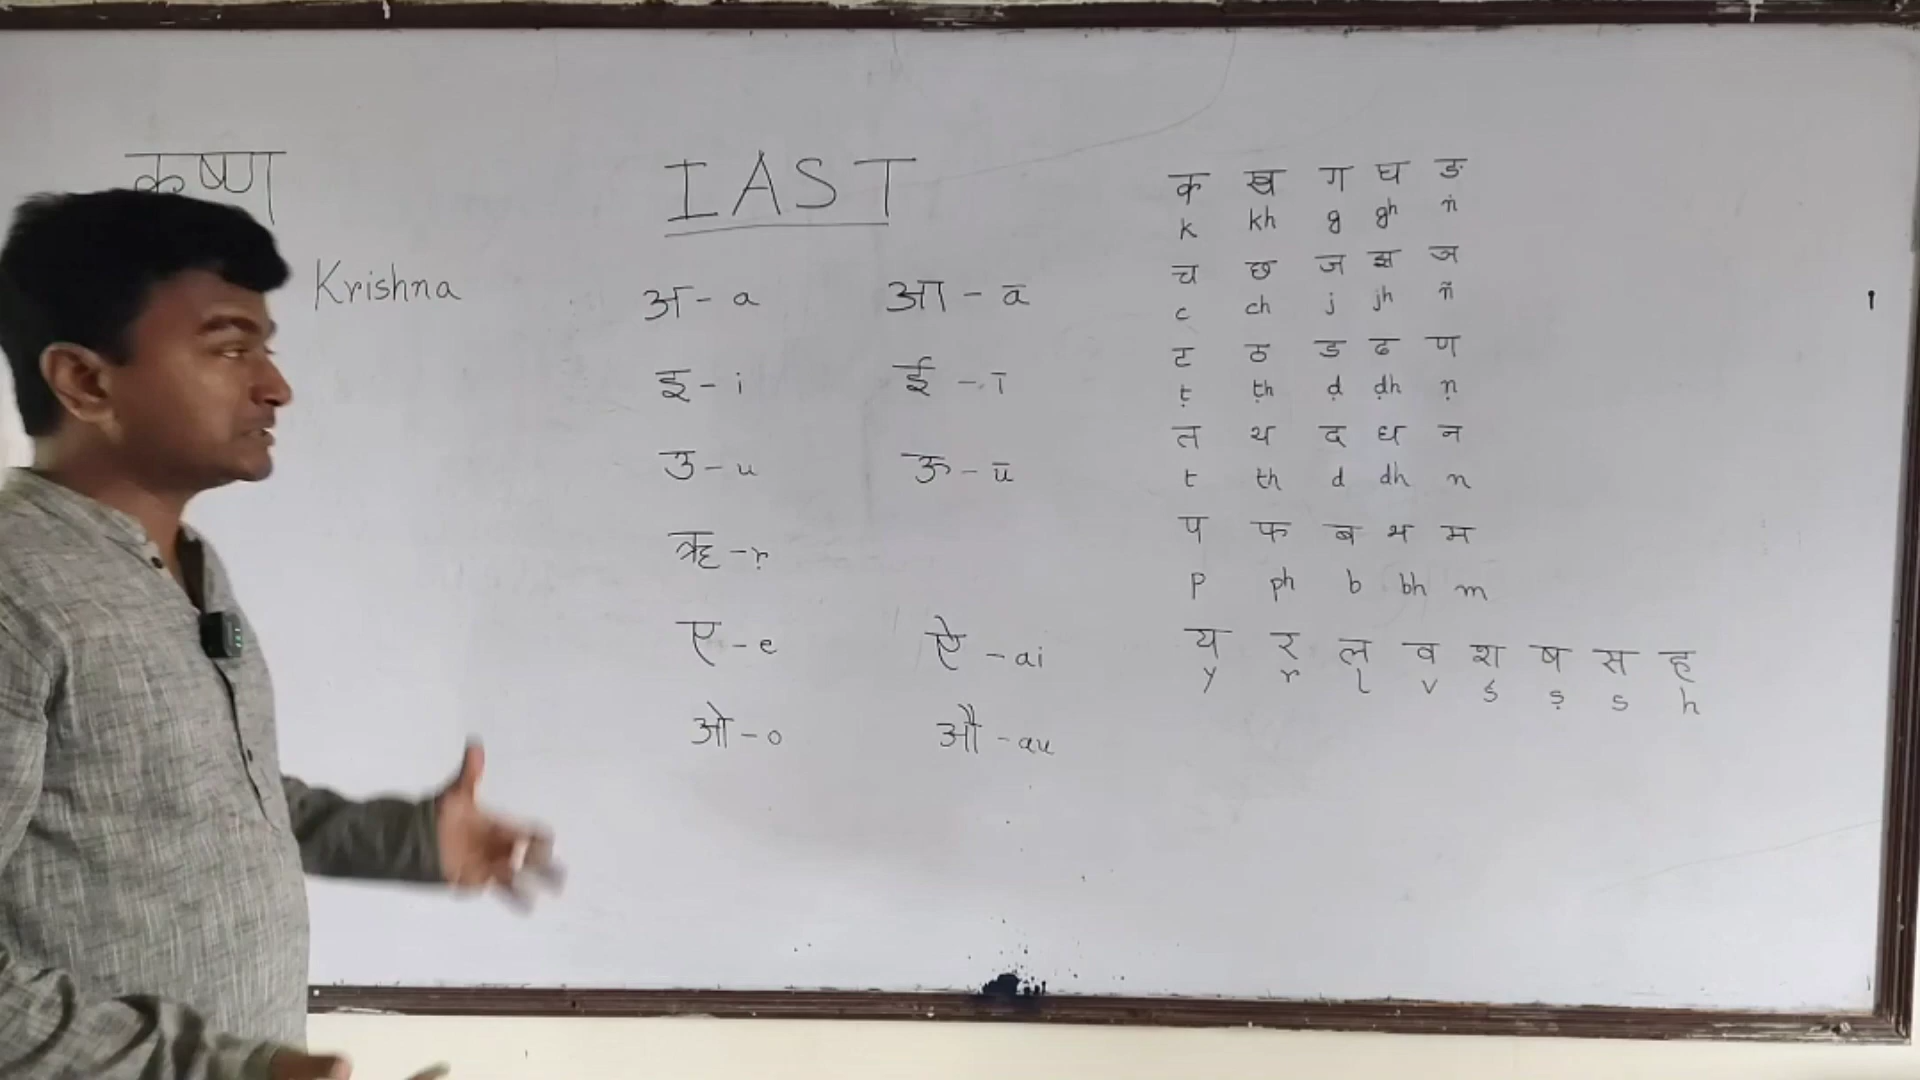 कृष्ण
Krishna
IAST
अ - a    आ - ā
इ - i    ई - ī
उ - u    ऊ - ū
ऋ - ṛ
ए - e    ऐ - ai
ओ - o    औ - au
क ख ग घ ङ
k kh g gh ṅ
च छ ज झ ञ
c ch j jh ñ
ट ठ ड ढ ण
ṭ ṭh ḍ ḍh ṇ
त थ द ध न
t th d dh n
प फ ब भ म
p ph b bh m
य र ल व श ष स ह
y r l v ś ṣ s h